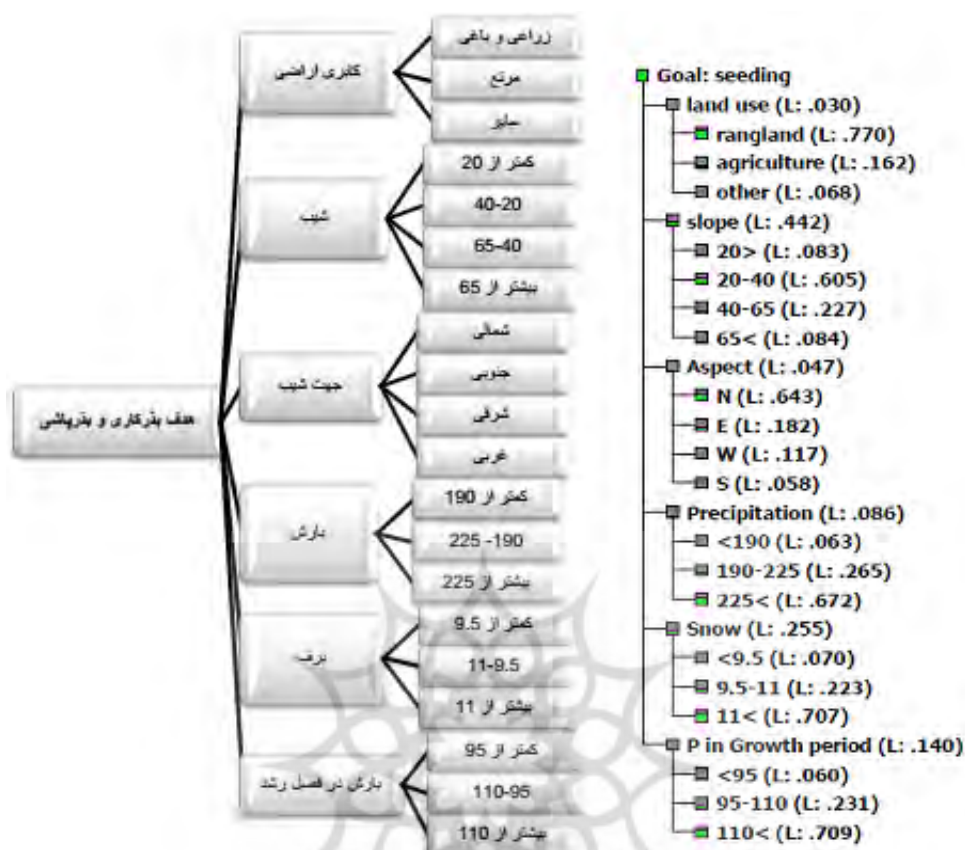 هدف بذرکاری و بذرپاشی
کابری اراضی
زراعی و باغی
مرتع
سایر
شیب
کمتر از 20
40-20
65-40
بیشتر از 65
جهت شیب
شمالی
جنوبی
شرقی
غربی
بارش
کمتر از 190
225 -190
بیشتر از 225
برف
کمتر از 9.5
11-9.5
بیشتر از 11
بارش در فصل رشد
کمتر از 95
110-95
بیشتر از 110
Goal: seeding
land use (L: .030)
rangland (L: .770)
agriculture (L: .162)
other (L: .068)
slope (L: .442)
20> (L: .083)
20-40 (L: .605)
40-65 (L: .227)
65< (L: .084)
Aspect (L: .047)
N (L: .643)
E (L: .182)
W (L: .117)
S (L: .058)
Precipitation (L: .086)
<190 (L: .063)
190-225 (L: .265)
225< (L: .672)
Snow (L: .255)
<9.5 (L: .070)
9.5-11 (L: .223)
11< (L: .707)
P in Growth period (L: .140)
<95 (L: .060)
95-110 (L: .231)
110< (L: .709)